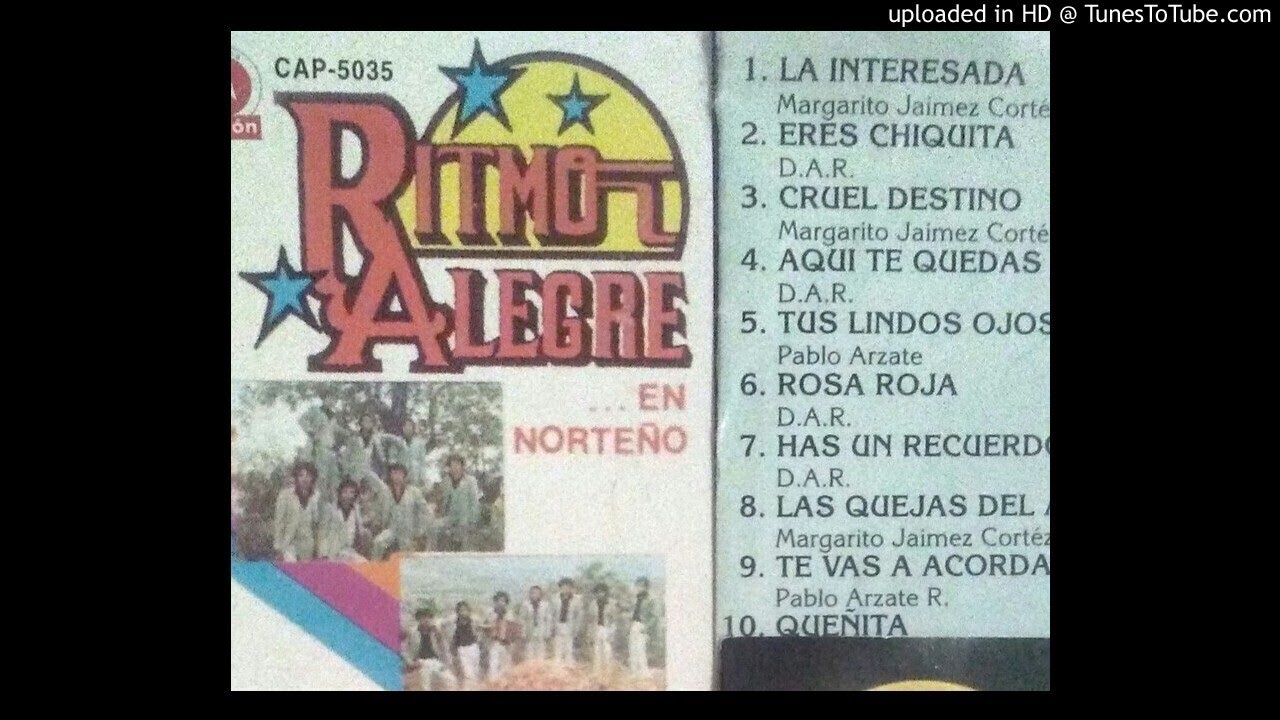 uploaded in HD @ TunesToTube.com
CAP-5035
RITMO
ALEGRE
... EN
NORTEÑO
1. LA INTERESADA
Margarito Jaimez Corté
2. ERES CHIQUITA
D.A.R.
3. CRUEL DESTINO
Margarito Jaimez Corté
4. AQUI TE QUEDAS
D.A.R.
5. TUS LINDOS OJOS
Pablo Arzate
6. ROSA ROJA
D.A.R.
7. HAS UN RECUERDO
D.A.R.
8. LAS QUEJAS DEL
Margarito Jaimez Cortéz
9. TE VAS A ACORDA
Pablo Arzate R.
10. QUEÑITA